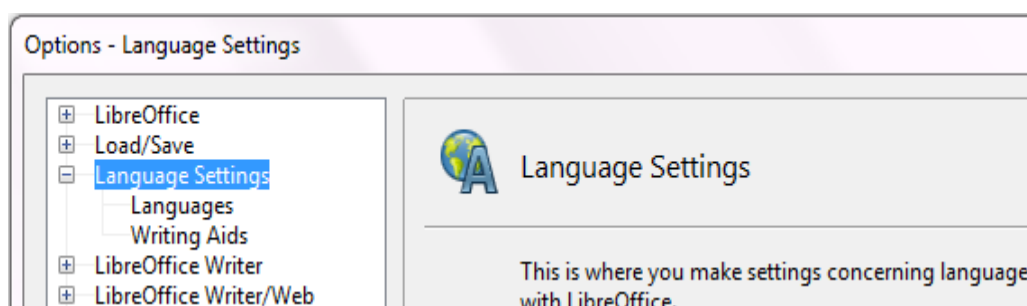 Options - Language Settings
LibreOffice
Load/Save
Language Settings
Languages
Writing Aids
LibreOffice Writer
LibreOffice Writer/Web
Language Settings
This is where you make settings concerning language
with LibreOffice.